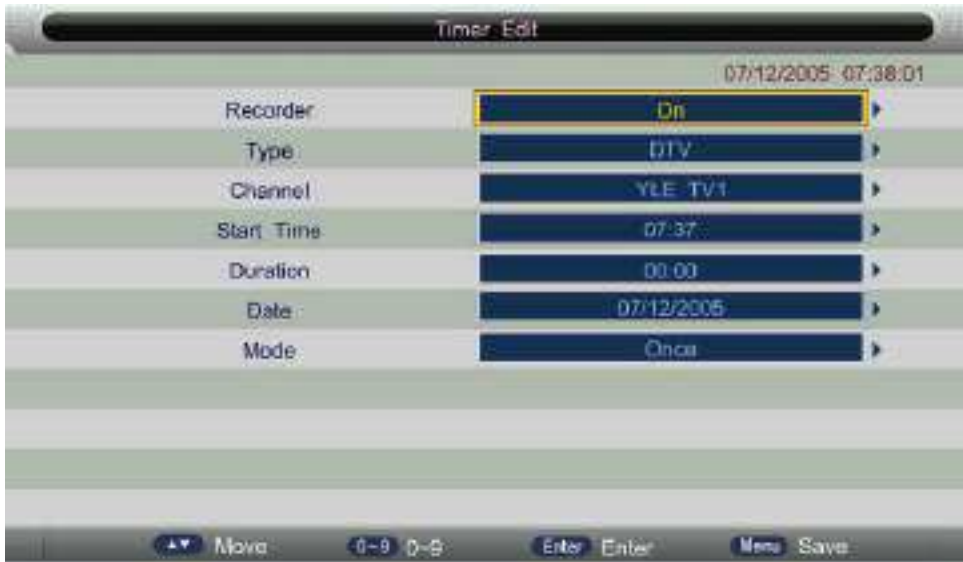 Timer Edit
07/12/2005 07:38:01
Recorder On
Type DTV
Channel YLE TV1
Start Time 07:37
Duration 00:00
Date 07/12/2005
Mode Once
▲▼ Move 0~9 0~9 Enter Enter Menu Save